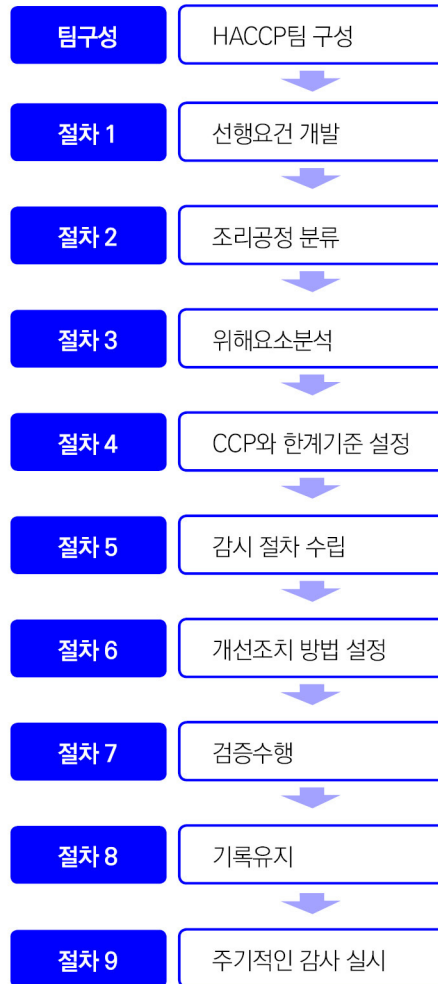 팀구성 HACCP팀 구성
절차 1 선행요건 개발
절차 2 조리공정 분류
절차 3 위해요소분석
절차 4 CCP와 한계기준 설정
절차 5 감시 절차 수립
절차 6 개선조치 방법 설정
절차 7 검증수행
절차 8 기록유지
절차 9 주기적인 감사 실시